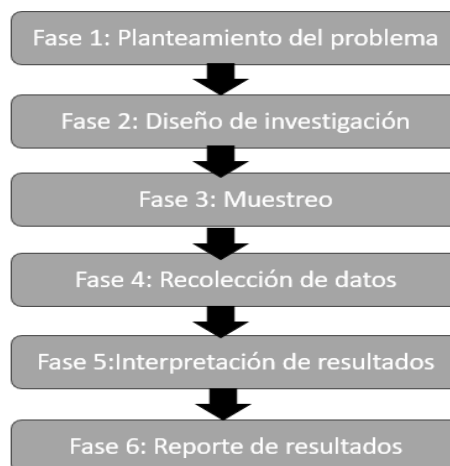 Fase 1: Planteamiento del problema
Fase 2: Diseño de investigación
Fase 3: Muestreo
Fase 4: Recolección de datos
Fase 5:Interpretación de resultados
Fase 6: Reporte de resultados